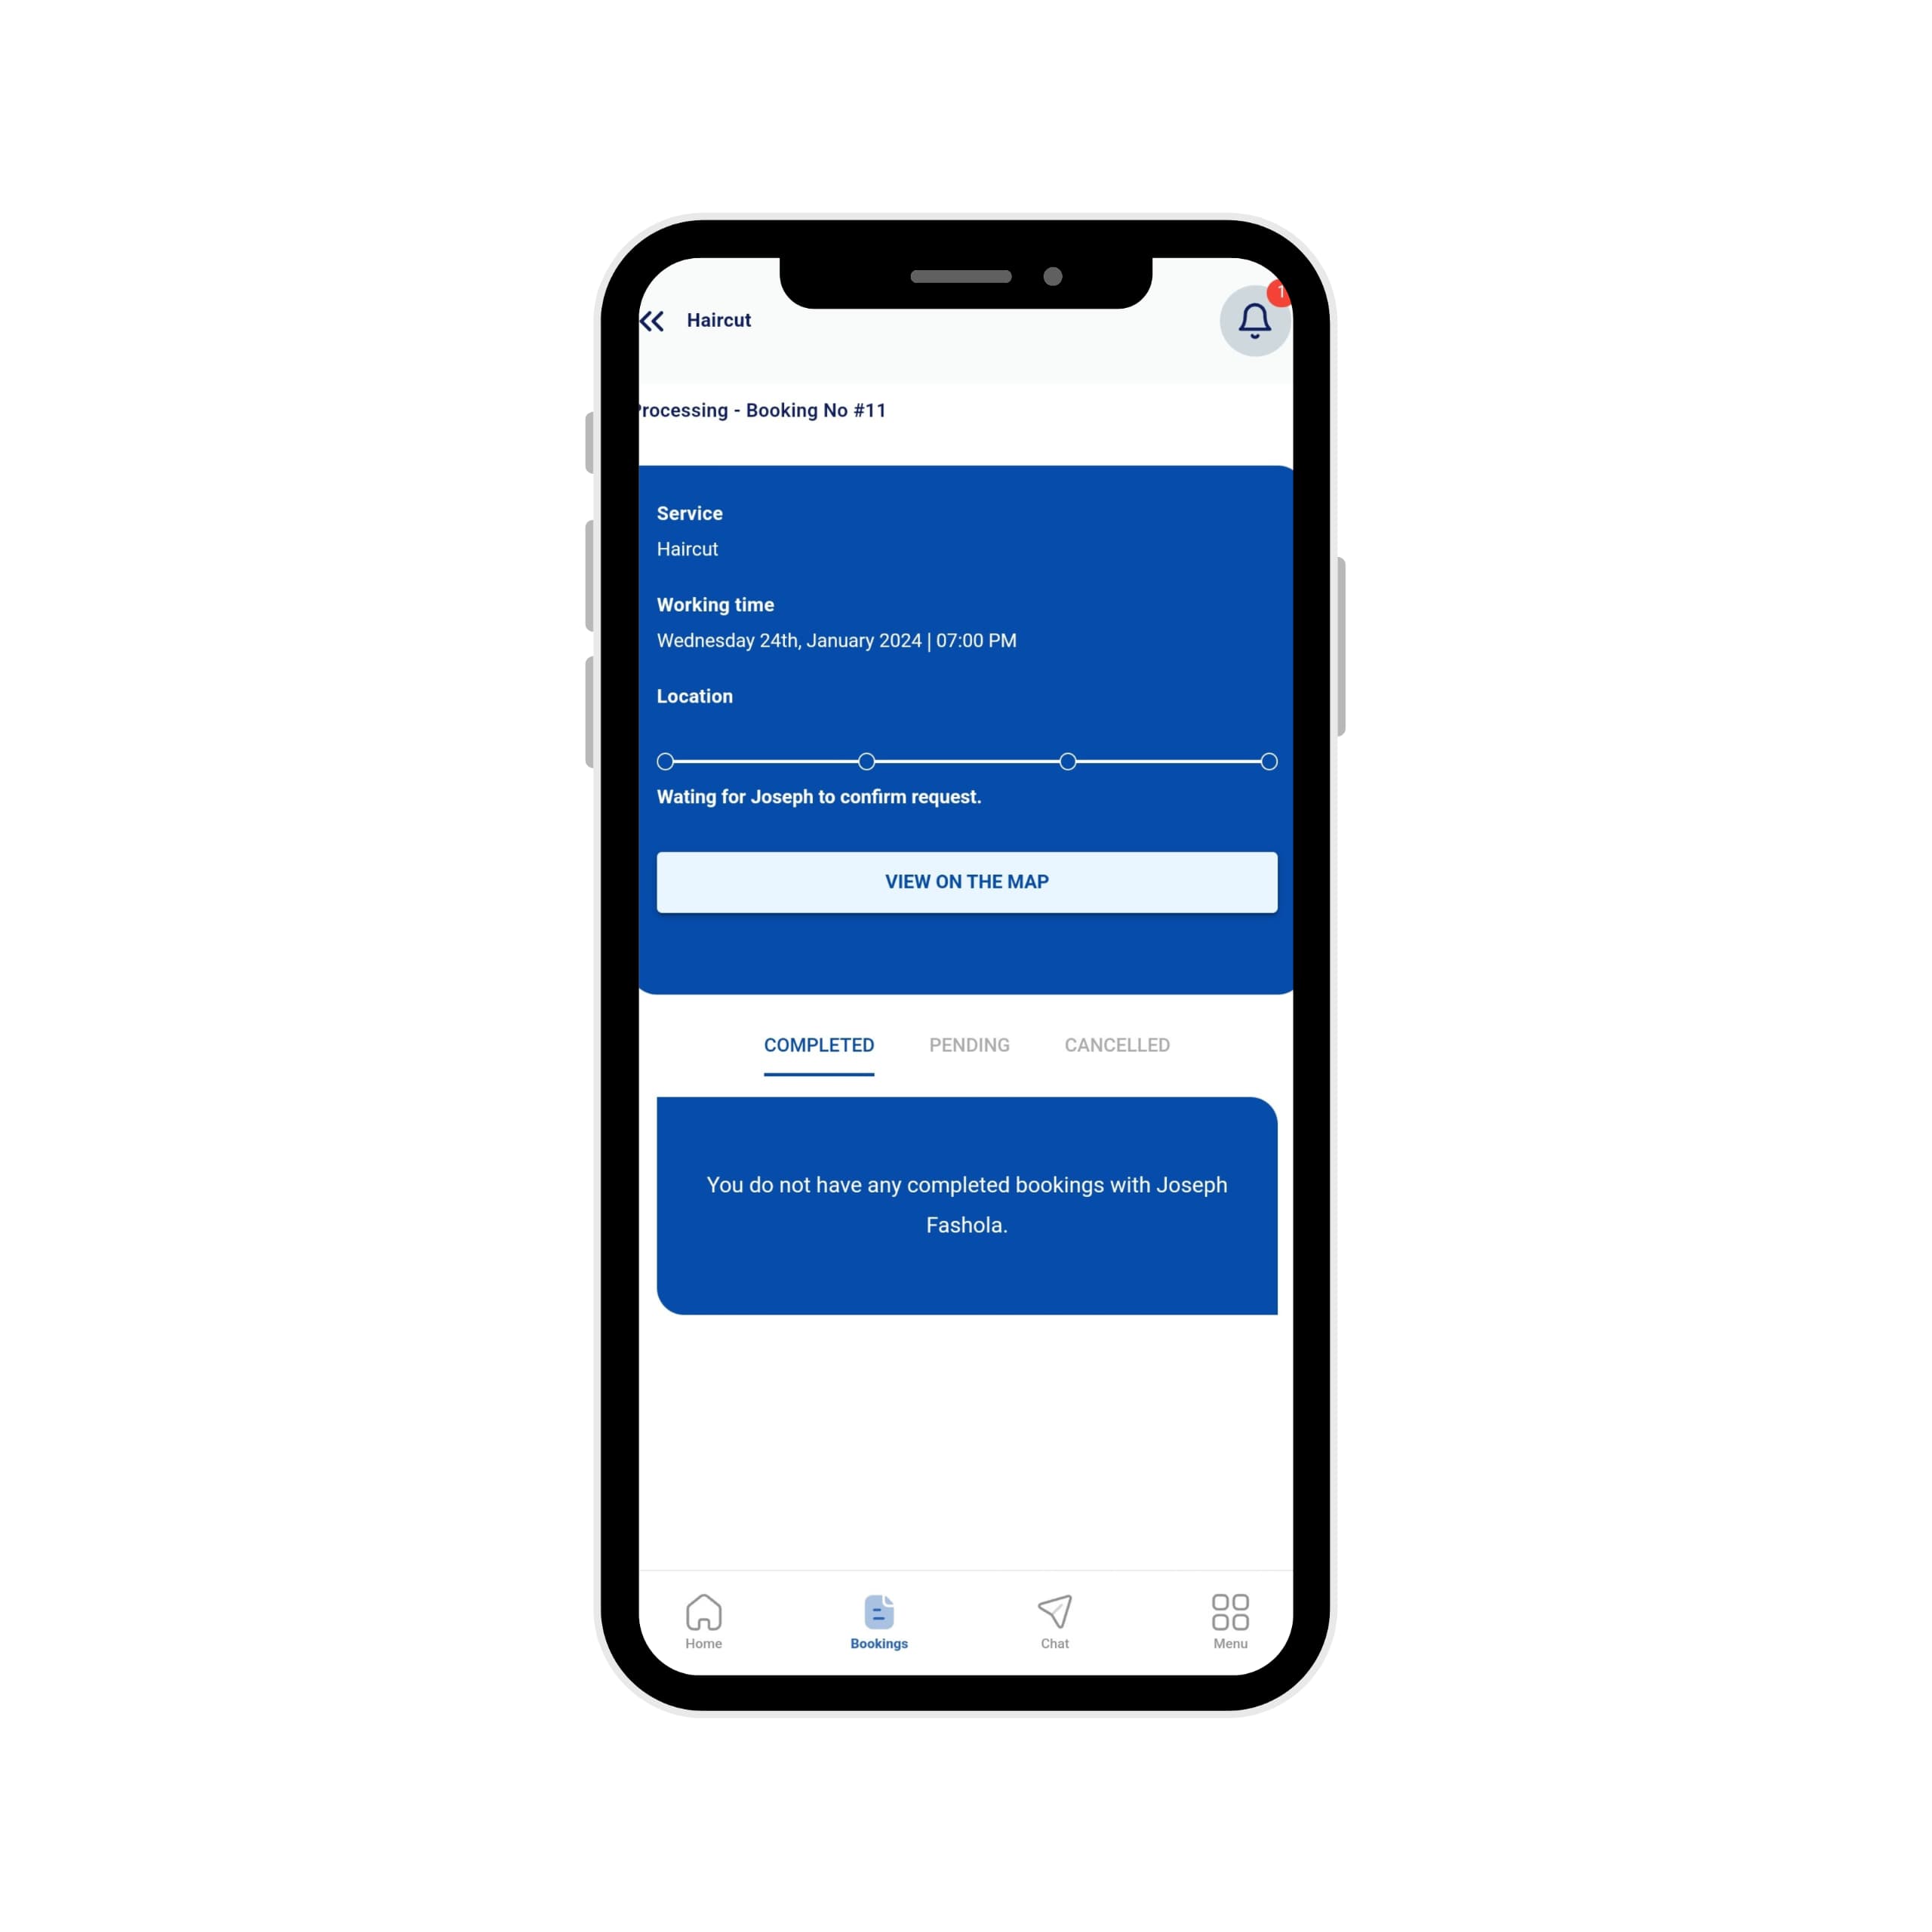 Haircut
1
Processing - Booking No #11
Service
Haircut
Working time
Wednesday 24th, January 2024 | 07:00 PM
Location
Wating for Joseph to confirm request.
VIEW ON THE MAP
COMPLETED PENDING CANCELLED
You do not have any completed bookings with Joseph
Fashola.
Home Bookings Chat Menu